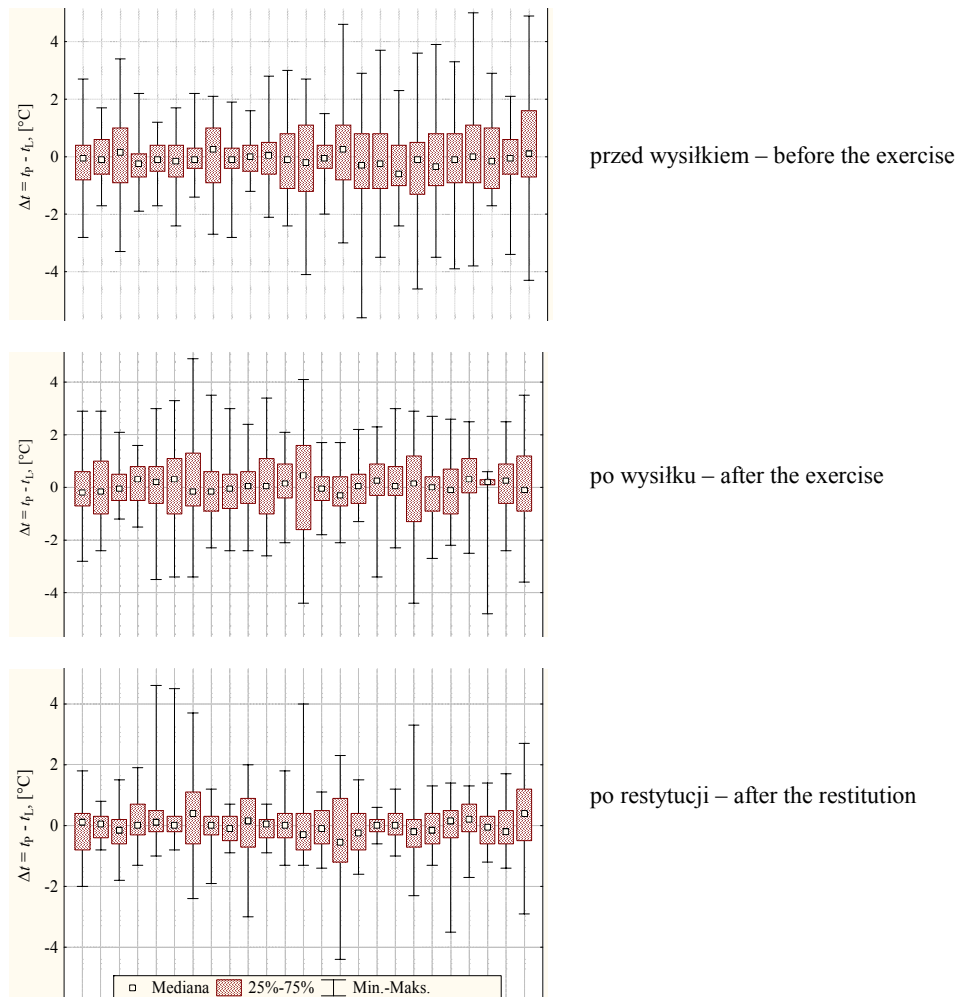 4
2
0
-2
-4
Δt = tP - tL, [°C]
przed wysiłkiem – before the exercise
4
2
0
-2
-4
Δt = tP - tL, [°C]
po wysiłku – after the exercise
4
2
0
-2
-4
Δt = tP - tL, [°C]
po restytucji – after the restitution
Mediana 25%-75% Min.-Maks.